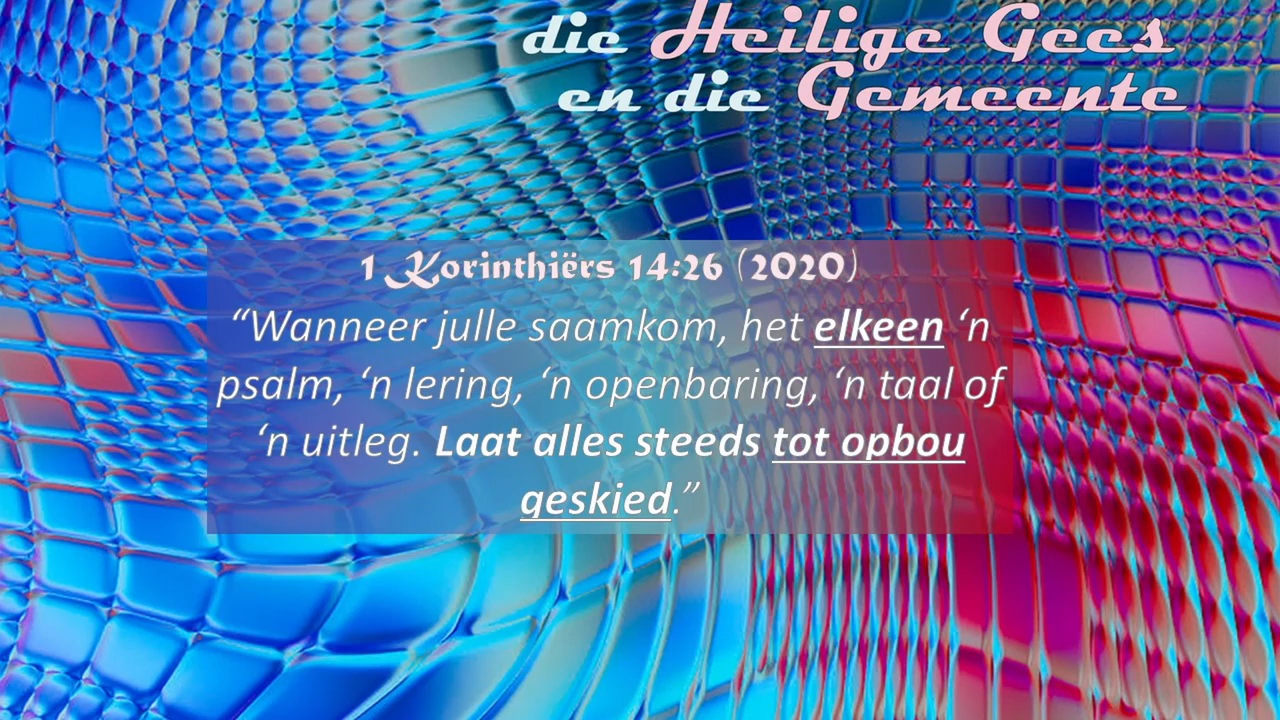 die Heilige Gees
en die Gemeente
1 Korinthiërs 14:26 (2020)
“Wanneer julle saamkom, het elkeen ‘n
psalm, ‘n lering, ‘n openbaring, ‘n taal of
‘n uitleg. Laat alles steeds tot opbou
geskied.”